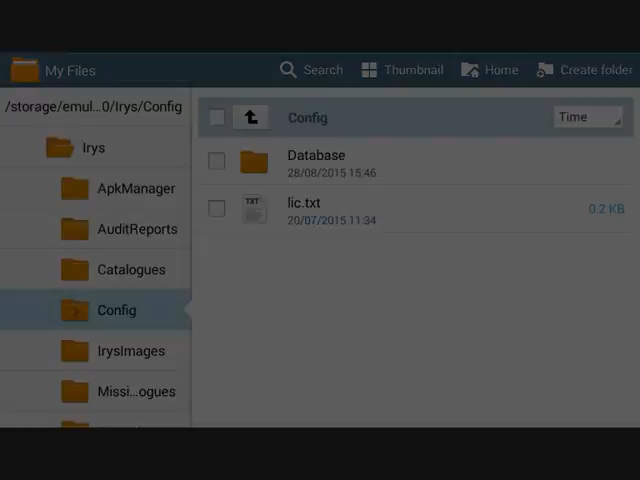 My Files
Search
Thumbnail
Home
Create folder
/storage/emul...0/Irys/Config
Irys
ApkManager
AuditReports
Catalogues
Config
IrysImages
Missi...ogues
Config
Time
Database
28/08/2015 15:46
TXT
lic.txt
20/07/2015 11:34
0.2 KB